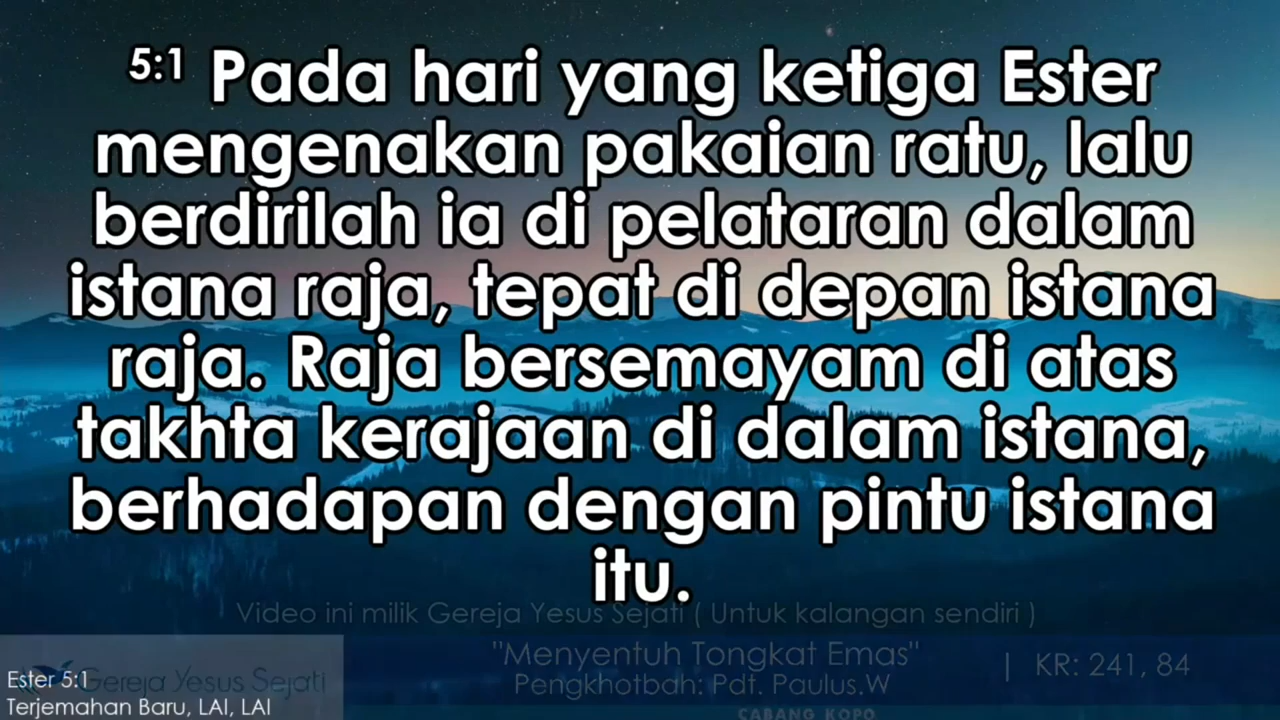 5:1 Pada hari yang ketiga Ester
mengenakan pakaian ratu, lalu
berdirilah ia di pelataran dalam
istana raja, tepat di depan istana
raja. Raja bersemayam di atas
takhta kerajaan di dalam istana,
berhadapan dengan pintu istana
itu.
Video ini milik Gereja Yesus Sejati ( Untuk kalangan sendiri )
"Menyentuh Tongkat Emas"
Pengkhotbah: Pdt. Paulus.W
| KR: 241, 84
Gereja Yesus Sejati
Ester 5:1
Terjemahan Baru, LAI, LAI
CABANG KOPO